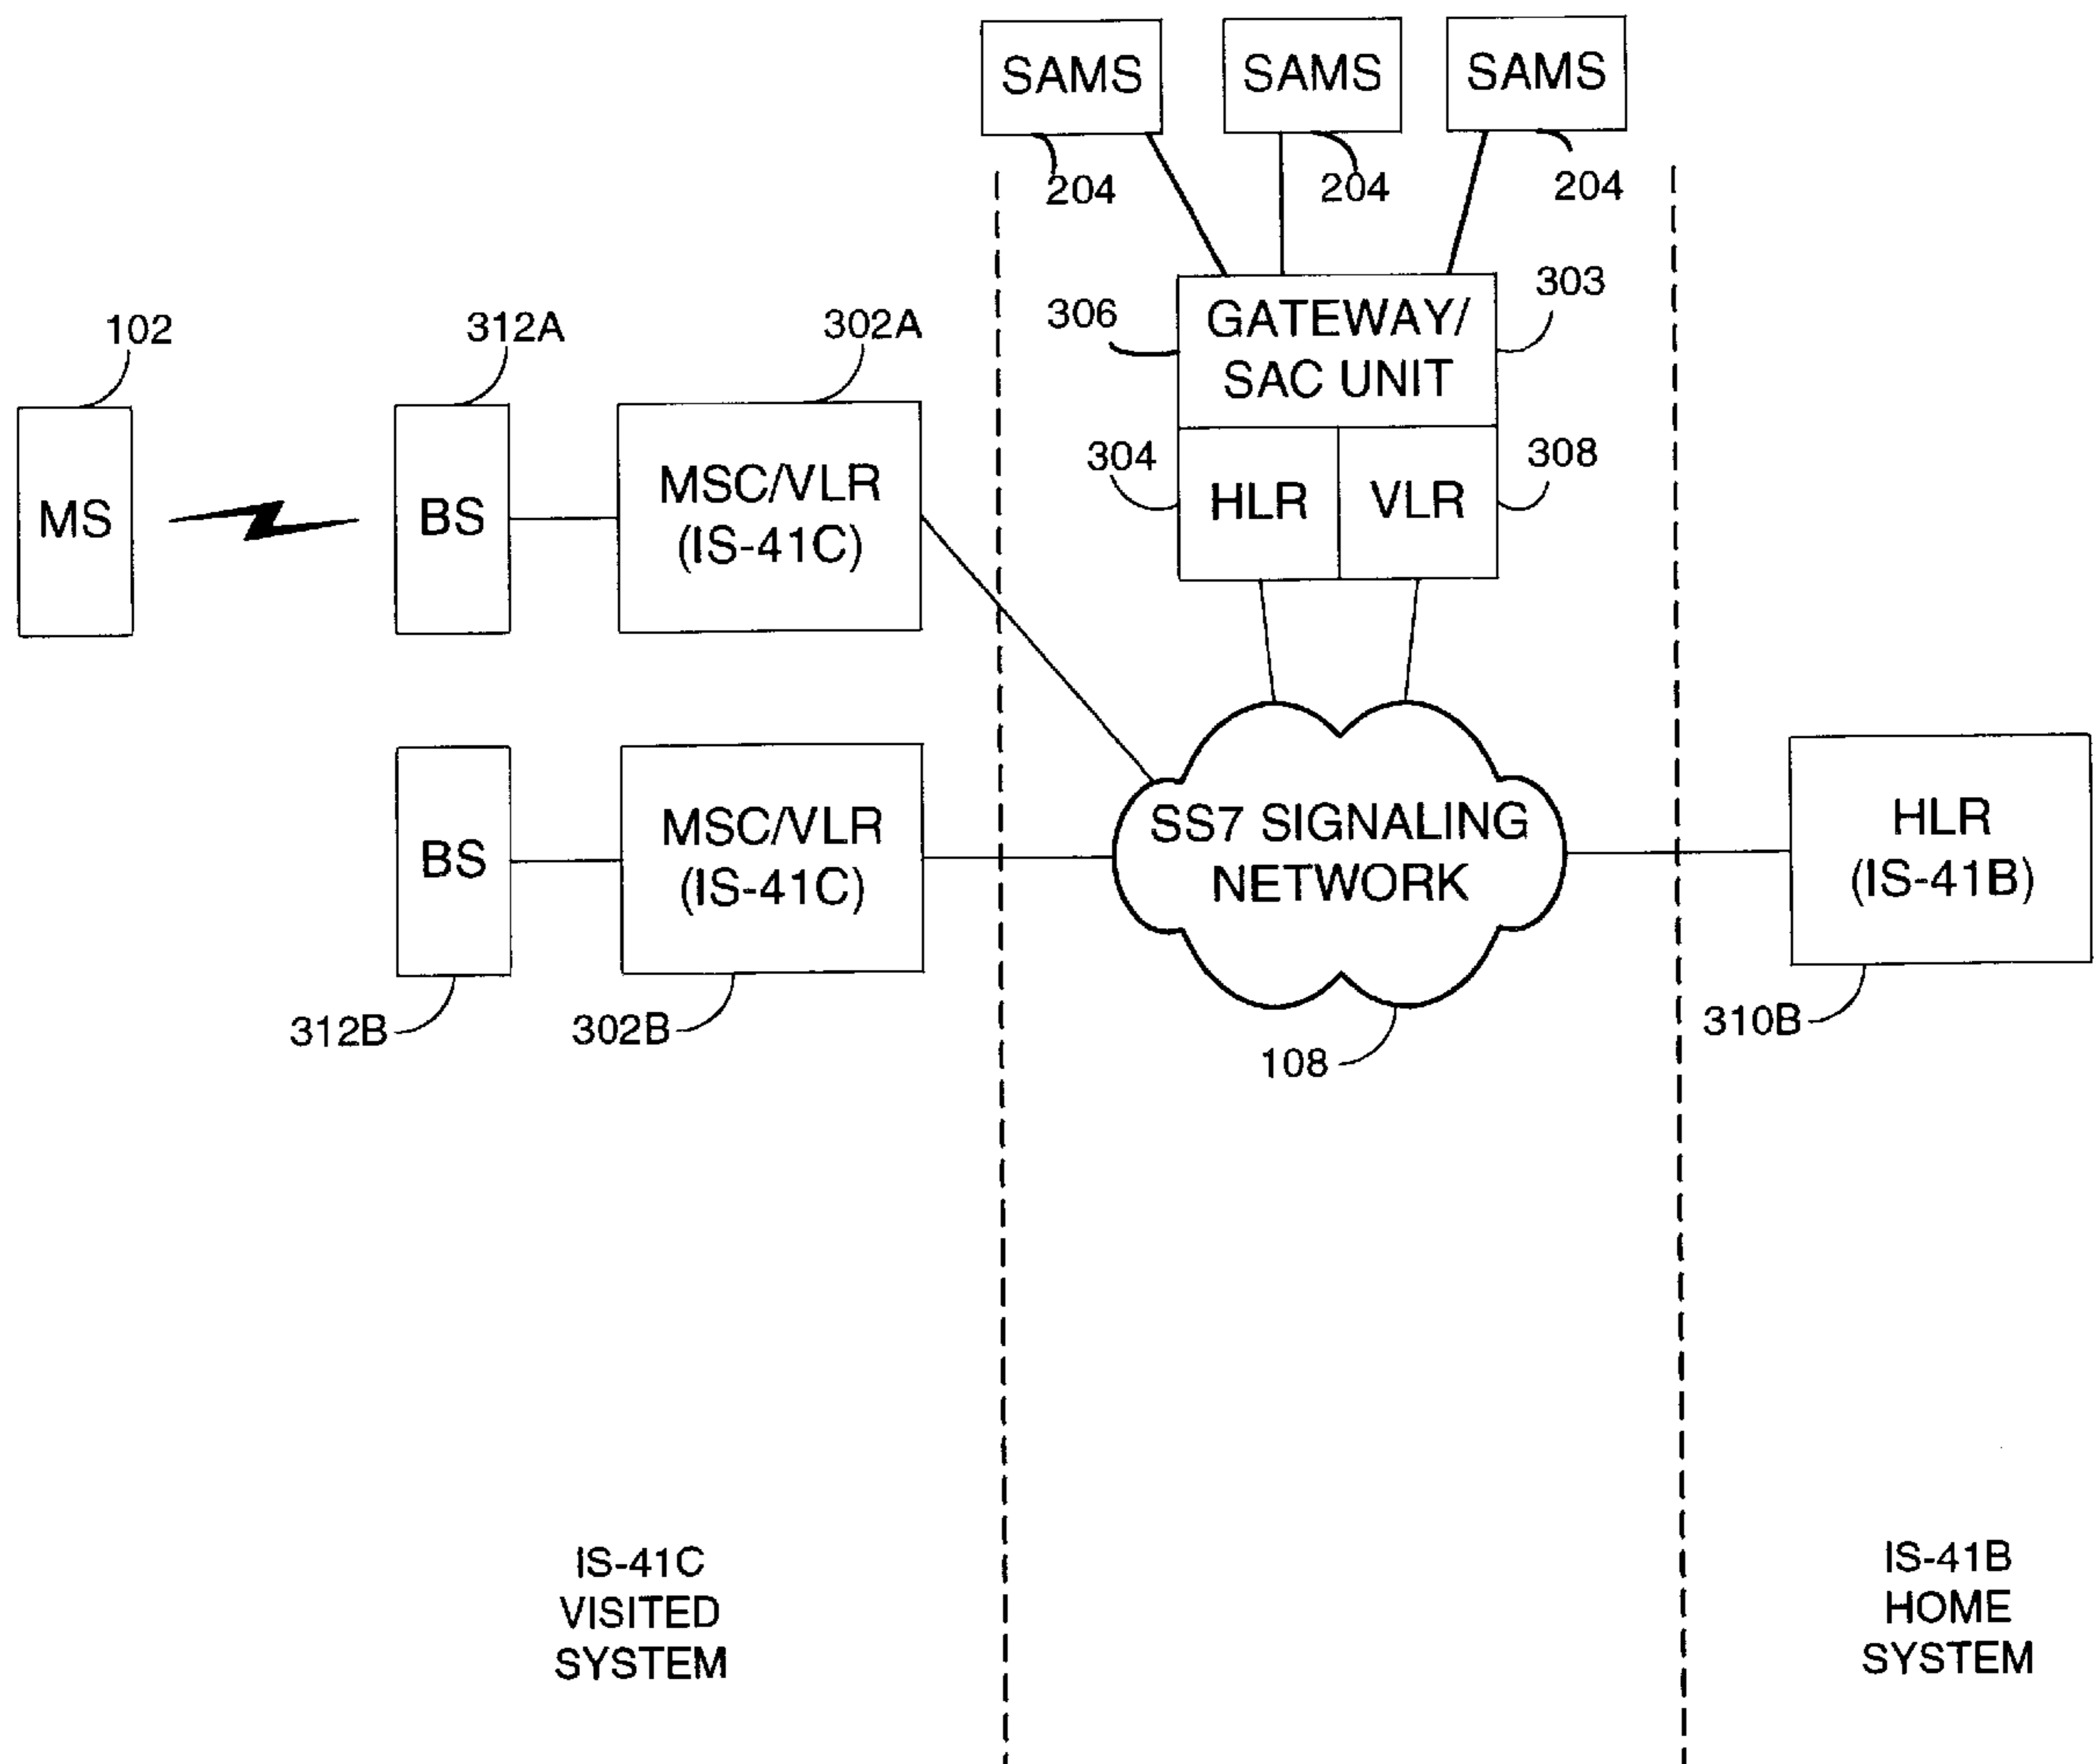 SAMS
SAMS
SAMS
204
204
204
102
312A
302A
306
GATEWAY/
SAC UNIT
303
304
HLR
VLR
308
MS
BS
MSC/VLR
(IS-41C)
BS
MSC/VLR
(IS-41C)
SS7 SIGNALING
NETWORK
HLR
(IS-41B)
312B
302B
108
310B
IS-41C
VISITED
SYSTEM
IS-41B
HOME
SYSTEM